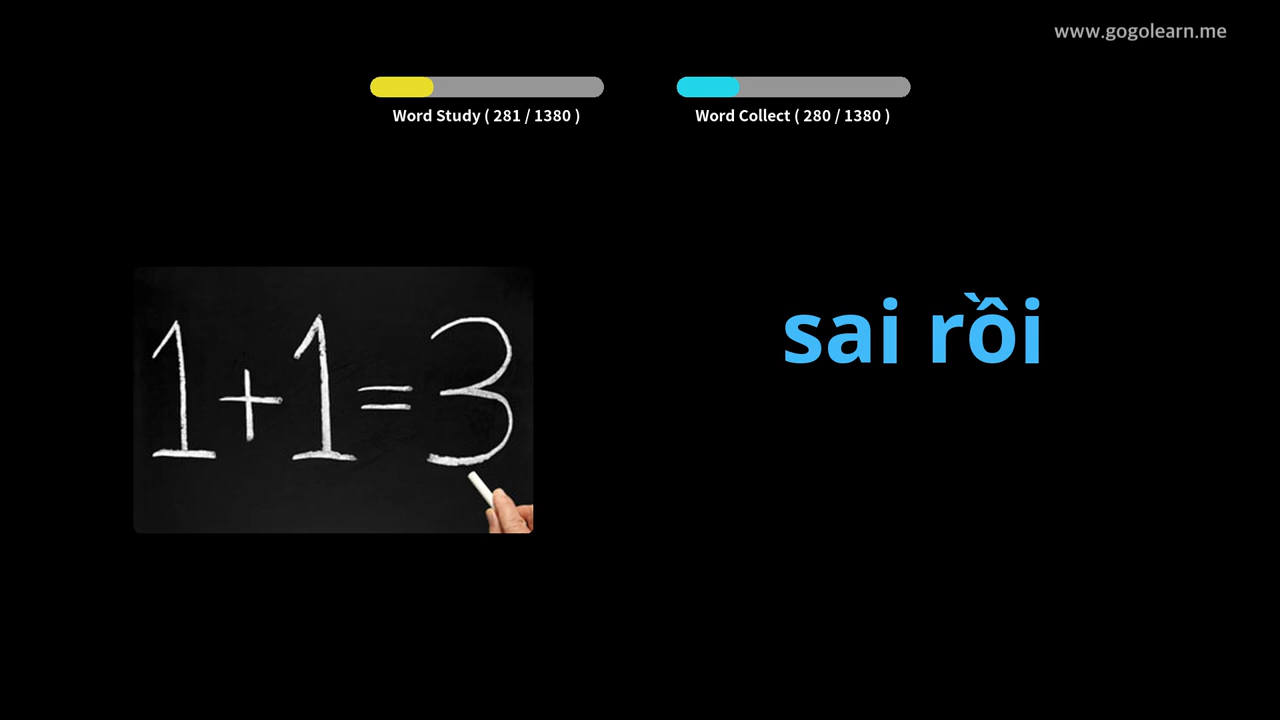 www.gogolearn.me
Word Study ( 281 / 1380 )
Word Collect ( 280 / 1380 )
1+1=3
sai rồi